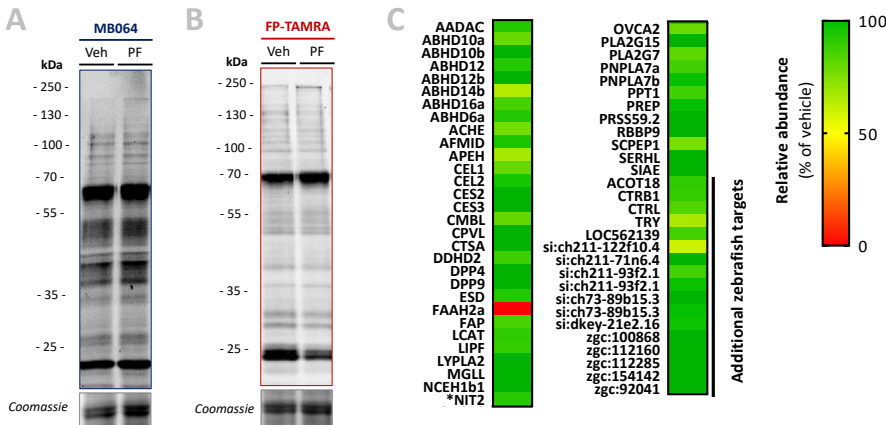 A
MB064
Veh PF
kDa
- 250 -
- 130 -
- 100 -
- 70 -
- 55 -
- 35 -
- 25 -
Coomassie
B
FP-TAMRA
Veh PF
kDa
- 250 -
- 130 -
- 100 -
- 70 -
- 55 -
- 35 -
- 25 -
Coomassie
C
AADAC
ABHD10a
ABHD10b
ABHD12
ABHD12b
ABHD14b
ABHD16a
ABHD6a
ACHE
AFMID
APEH
CEL1
CEL2
CES2
CES3
CMBL
CPVL
CTSA
DDHD2
DPP4
DPP9
ESD
FAAH2a
FAP
LCAT
LIPF
LYPLA2
MGLL
NCEH1b1
*NIT2
OVCA2
PLA2G15
PLA2G7
PNPLA7a
PNPLA7b
PPT1
PREP
PRSS59.2
RBBP9
SCPEP1
SERHL
SIAE
ACOT18
CTRB1
CTRL
TRY
LOC562139
si:ch211-122f10.4
si:ch211-71n6.4
si:ch211-93f2.1
si:ch211-93f2.1
si:ch73-89b15.3
si:ch73-89b15.3
si:dkey-21e2.16
zgc:100868
zgc:112160
zgc:112285
zgc:154142
zgc:92041
Additional zebrafish targets
Relative abundance
(% of vehicle)
100
50
0